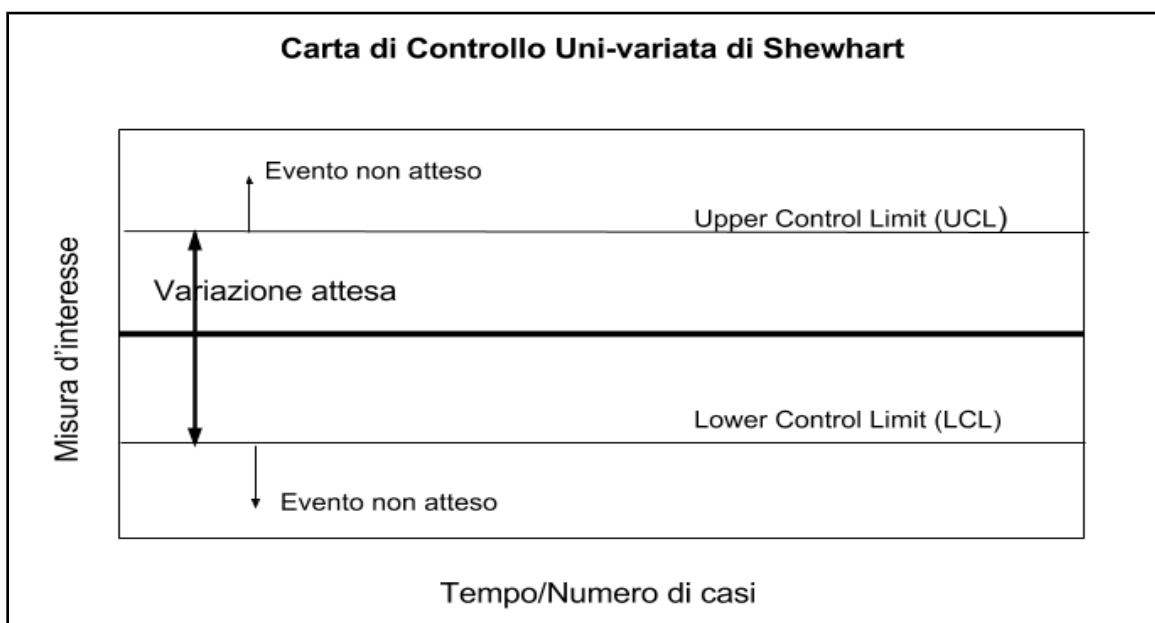 Carta di Controllo Uni-variata di Shewhart
Evento non atteso
Upper Control Limit (UCL)
Variazione attesa
Misura d'interesse
Lower Control Limit (LCL)
Evento non atteso
Tempo/Numero di casi